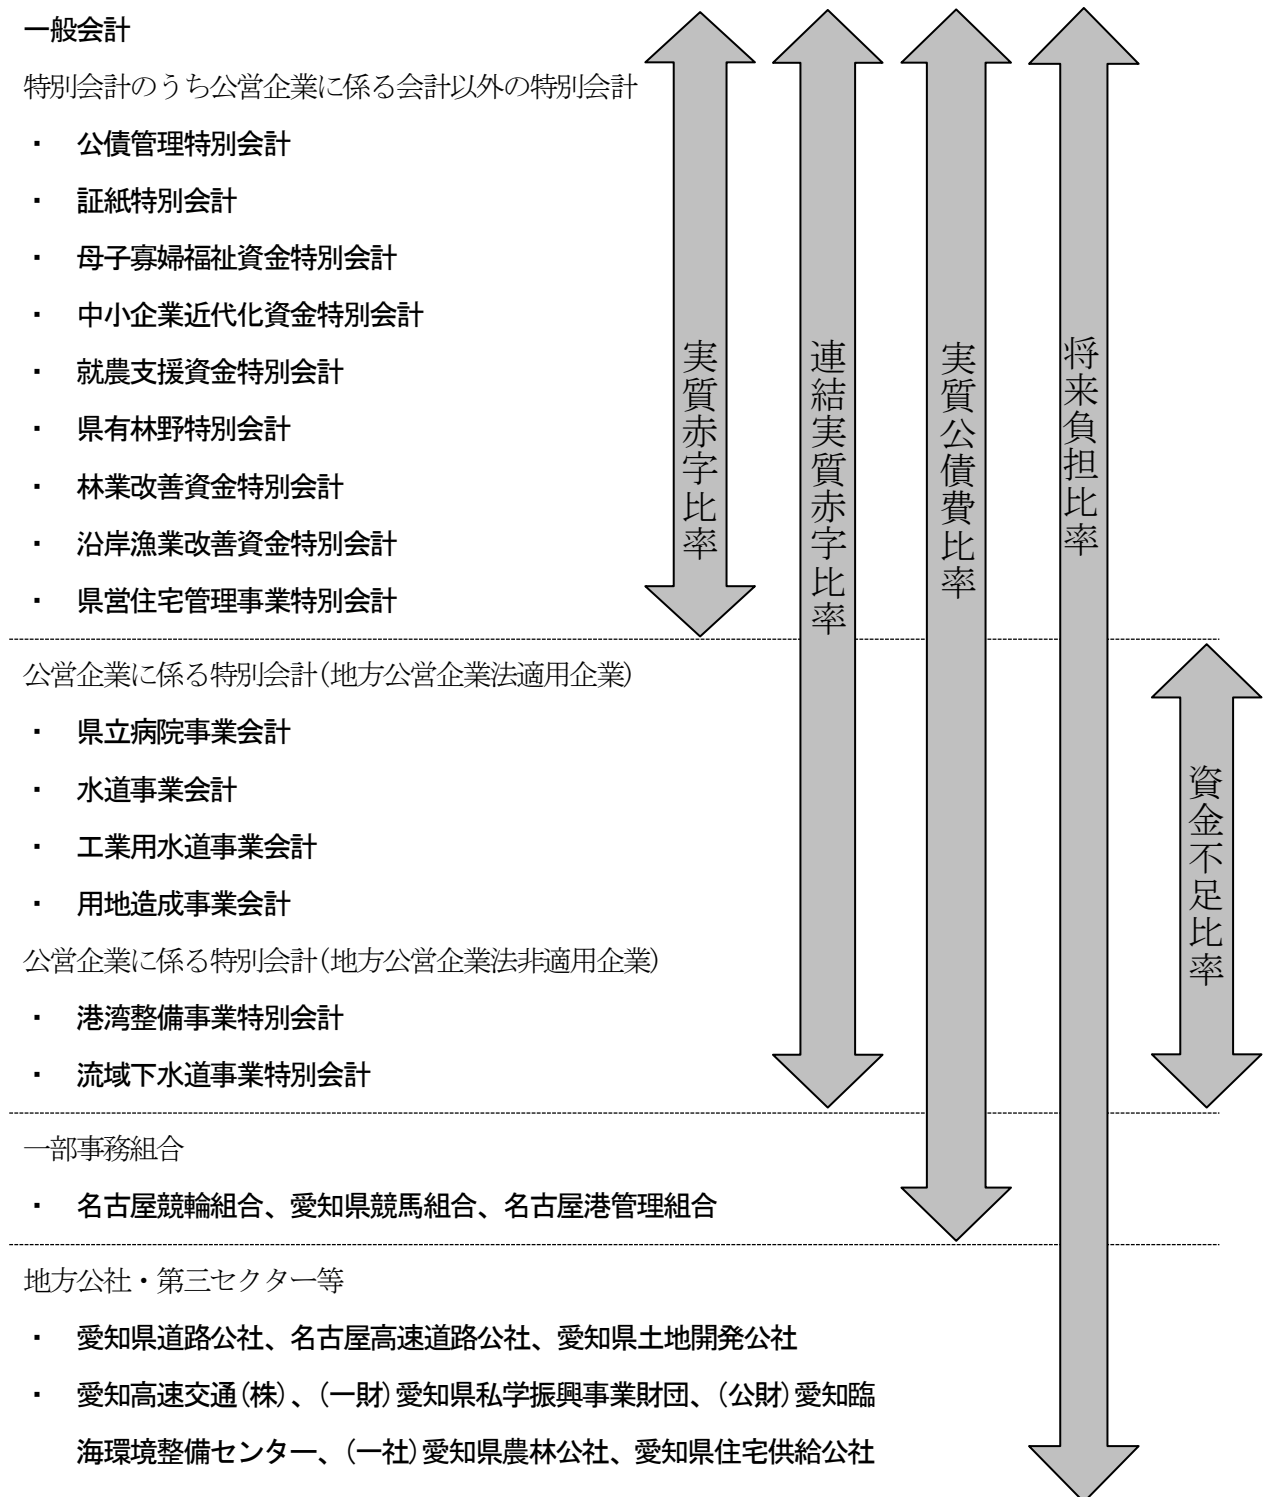 一般会計
特別会計のうち公営企業に係る会計以外の特別会計
・ 公債管理特別会計
・ 証紙特別会計
・ 母子寡婦福祉資金特別会計
・ 中小企業近代化資金特別会計
・ 就農支援資金特別会計
・ 県有林野特別会計
・ 林業改善資金特別会計
・ 沿岸漁業改善資金特別会計
・ 県営住宅管理事業特別会計
実質赤字比率
連結実質赤字比率
実質公債費比率
将来負担比率
公営企業に係る特別会計(地方公営企業法適用企業)
・ 県立病院事業会計
・ 水道事業会計
・ 工業用水道事業会計
・ 用地造成事業会計
公営企業に係る特別会計(地方公営企業法非適用企業)
・ 港湾整備事業特別会計
・ 流域下水道事業特別会計
資金不足比率
一部事務組合
・ 名古屋競輪組合、愛知県競馬組合、名古屋港管理組合
地方公社・第三セクター等
・ 愛知県道路公社、名古屋高速道路公社、愛知県土地開発公社
・ 愛知高速交通(株)、(一財)愛知県私学振興事業財団、(公財)愛知臨
海環境整備センター、(一社)愛知県農林公社、愛知県住宅供給公社